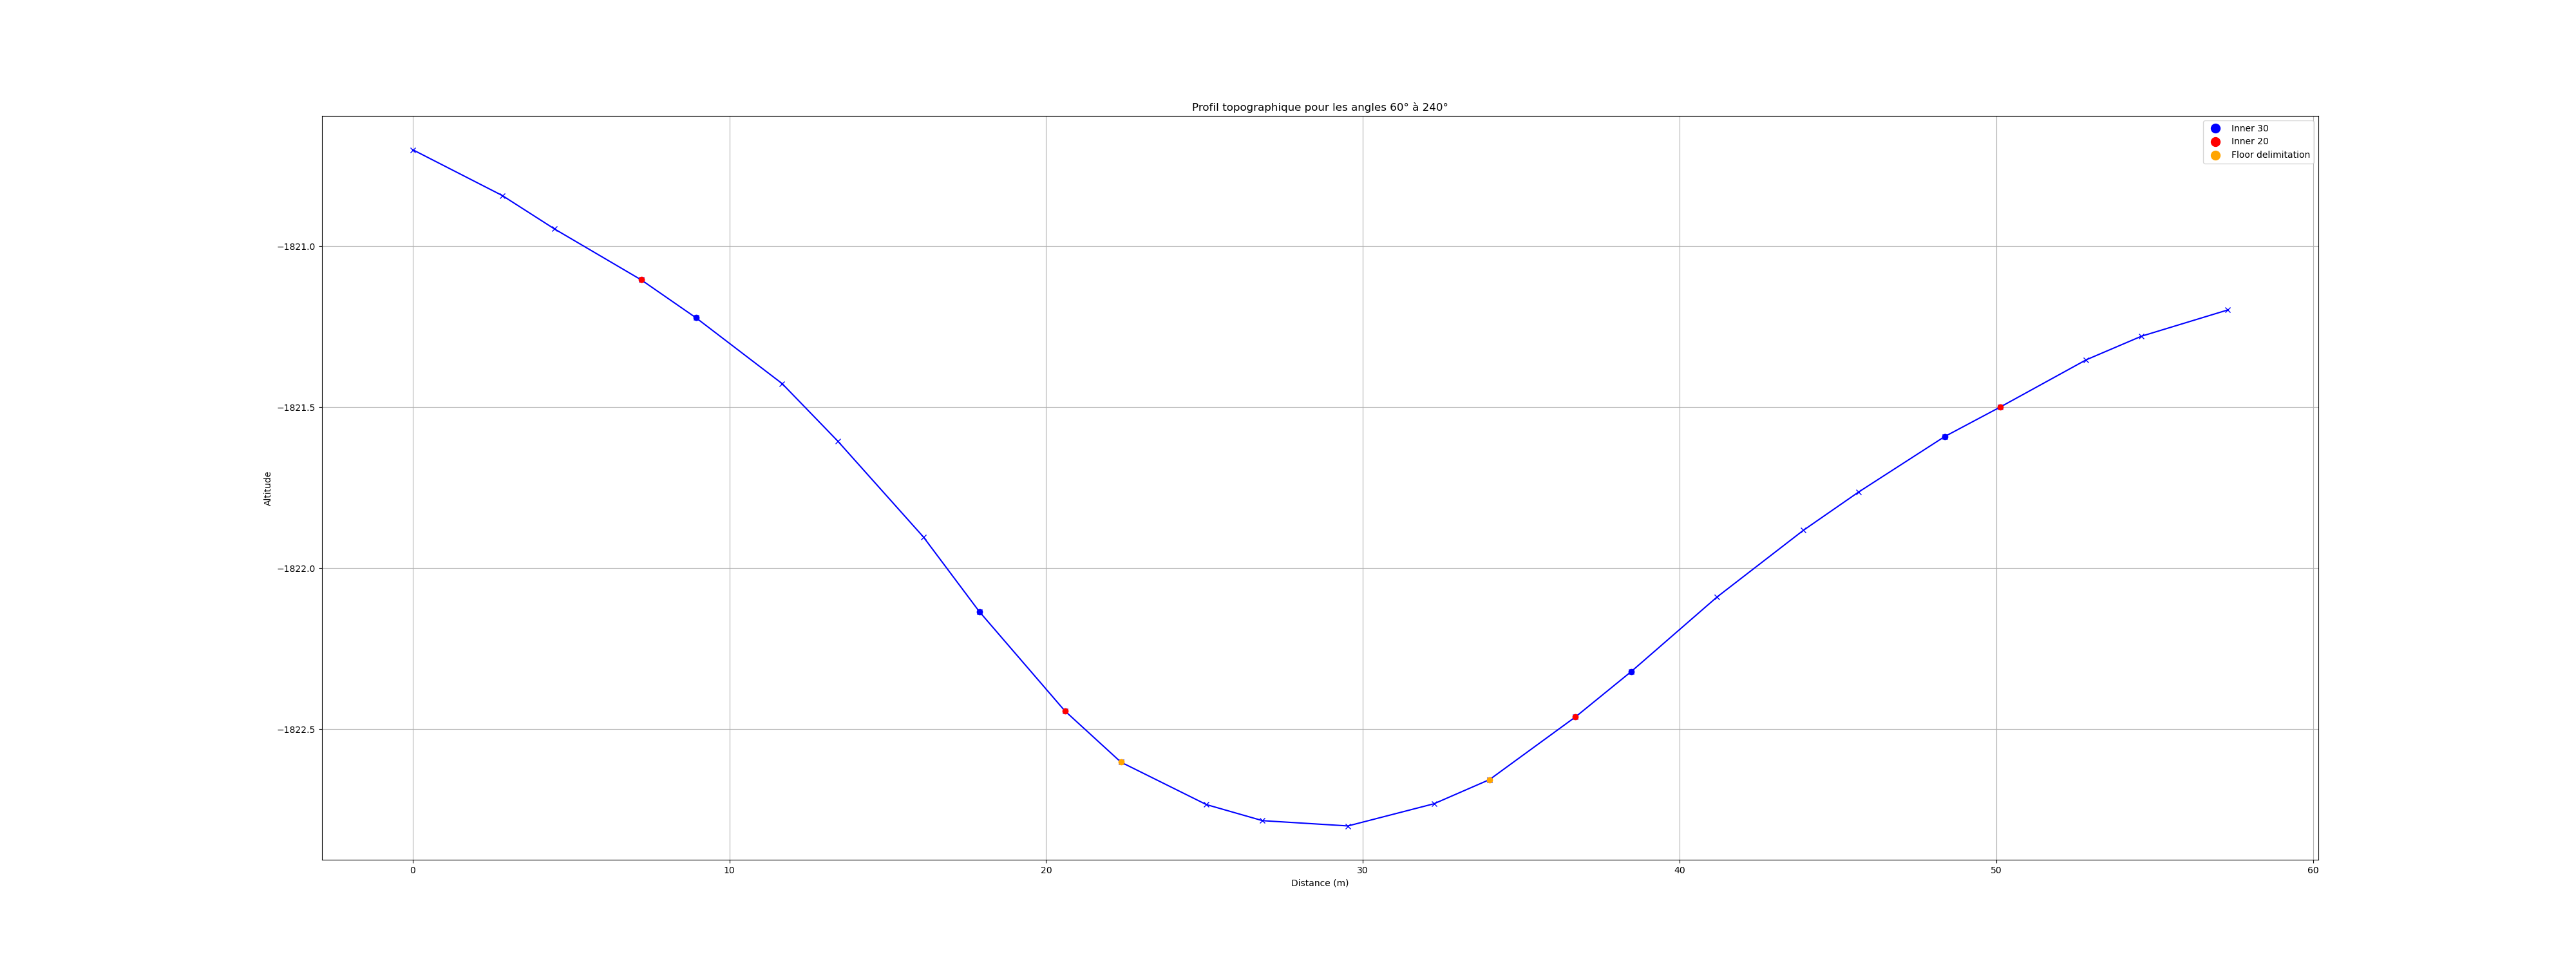 Profil topographique pour les angles 60° à 240°
Inner 30
Inner 20
Floor delimitation
−1821.0
−1821.5
−1822.0
−1822.5
Altitude
0 10 20 30 40 50 60
Distance (m)